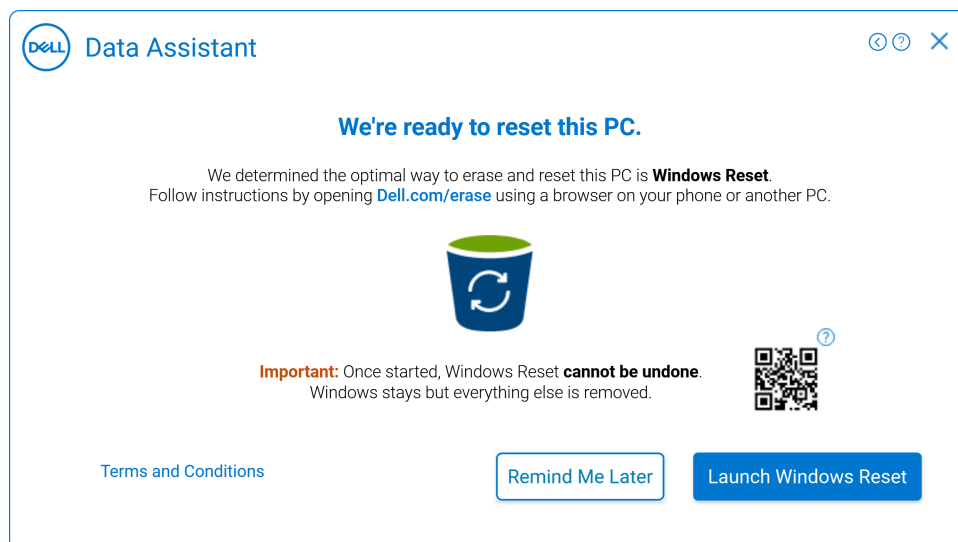 DELL Data Assistant
We're ready to reset this PC.
We determined the optimal way to erase and reset this PC is Windows Reset.
Follow instructions by opening Dell.com/erase using a browser on your phone or another PC.
?
Important: Once started, Windows Reset cannot be undone.
Windows stays but everything else is removed.
Terms and Conditions
Remind Me Later
Launch Windows Reset